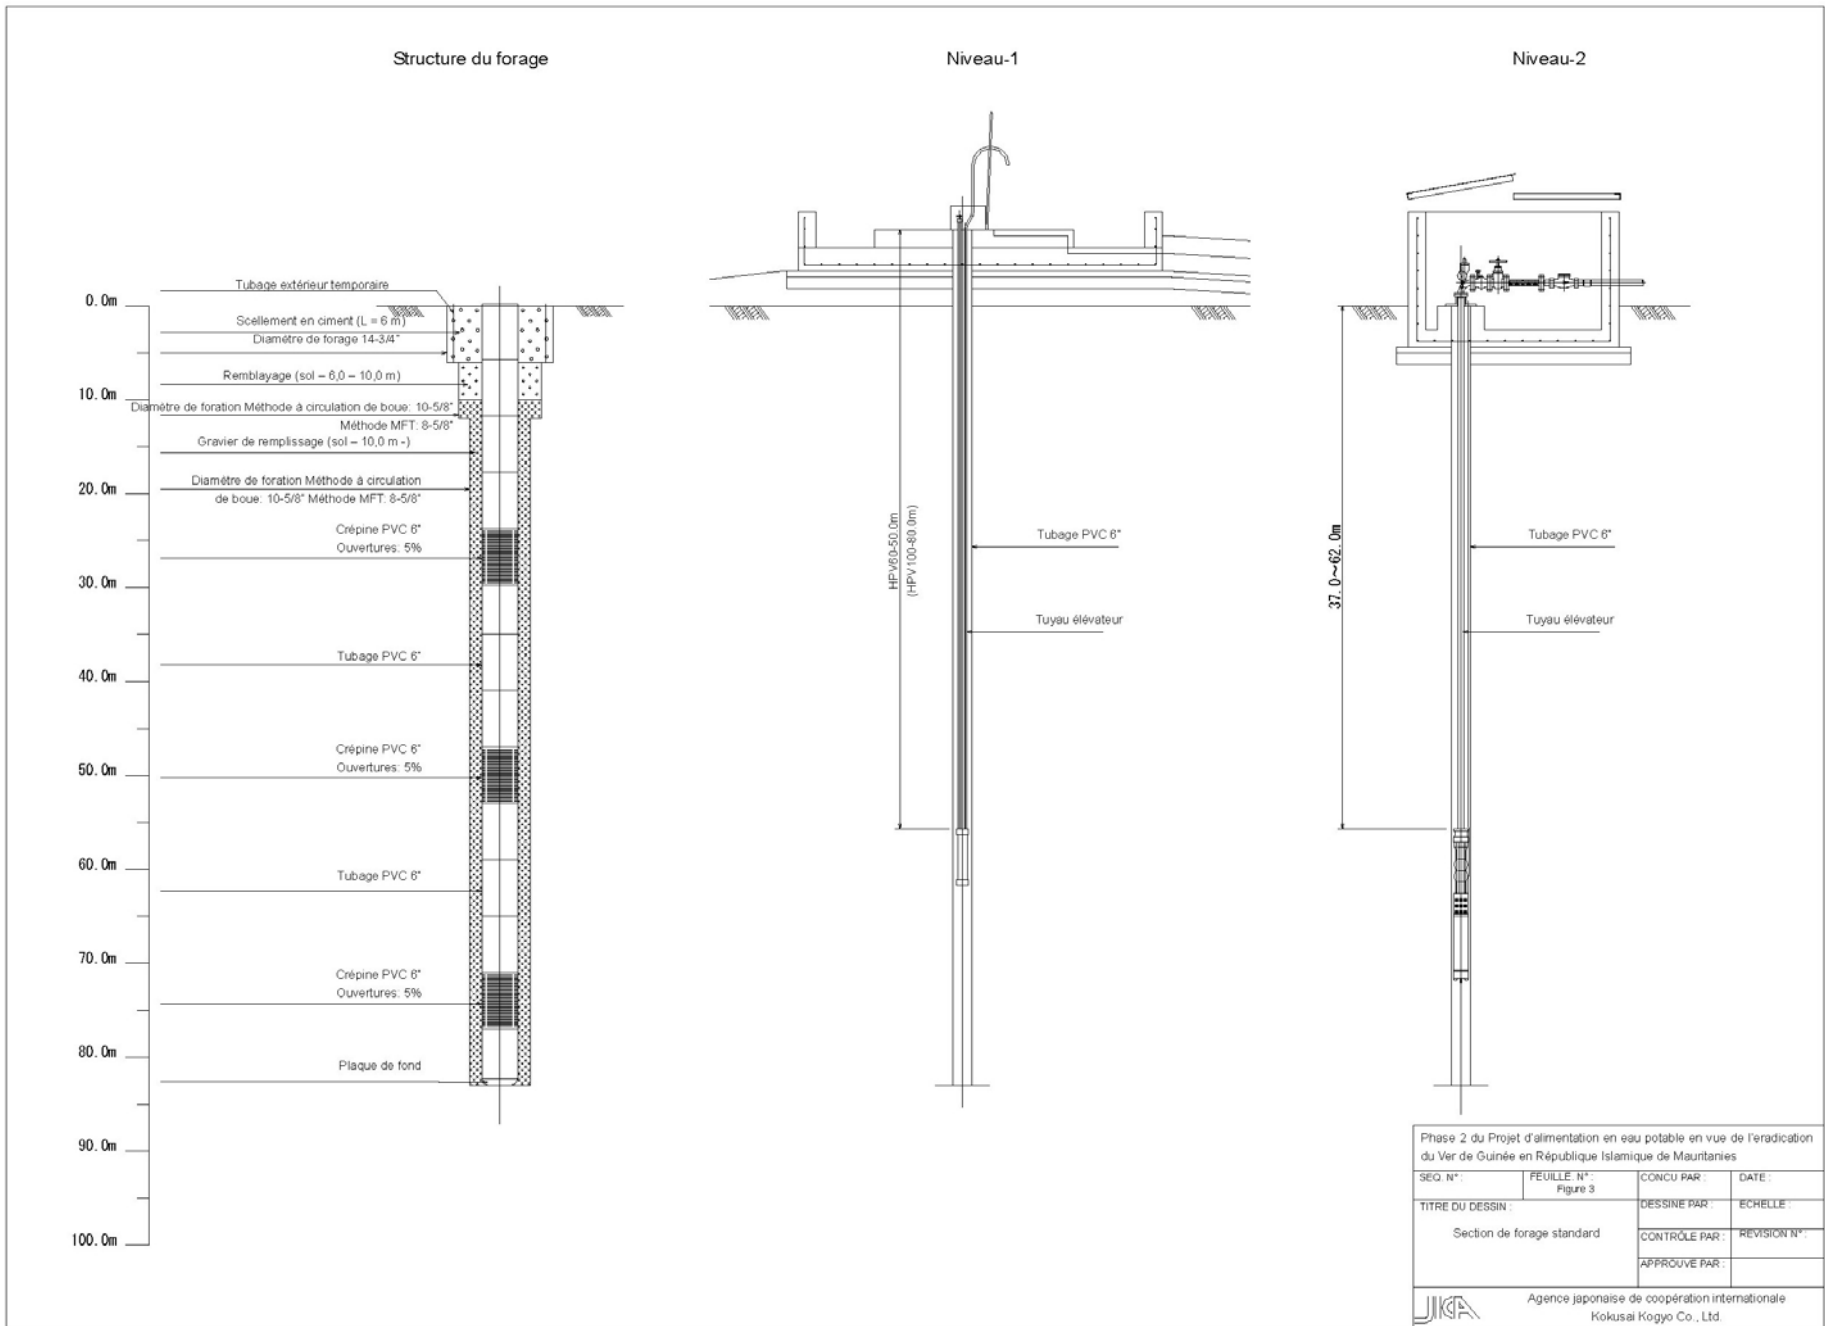 Structure du forage
Niveau-1
Niveau-2
Tubage extérieur temporaire
0.0m
Scellement en ciment (L = 6 m)
Diamétre de forage 14-3/4"
Remblayage (sol – 6,0 – 10,0 m)
10.0m
Diamétre de foration Méthode à circulation de boue: 10-5/8"
Méthode MFT: 8-5/8"
Gravier de remplissage (sol – 10,0 m -)
Diamétre de foration Méthode à circulation
20.0m
de boue: 10-5/8" Méthode MFT: 8-5/8"
Crépine PVC 6"
Ouvertures: 5%
30.0m
Tubage PVC 6"
40.0m
Crépine PVC 6"
Ouvertures: 5%
50.0m
60.0m
Tubage PVC 6"
70.0m
Crépine PVC 6"
Ouvertures: 5%
80.0m
Plaque de fond
90.0m
100.0m
HPV60-50.0m
(HPV100-80.0m)
Tubage PVC 6"
Tuyau élévateur
37.0~62.0m
Tubage PVC 6"
Tuyau élévateur
Phase 2 du Projet d'alimentation en eau potable en vue de l'eradication
du Ver de Guinée en République Islamique de Mauritanies
SEQ. N° :
FEUILLE. N° :
Figure 3
CONCU PAR :
DATE :
TITRE DU DESSIN :
Section de forage standard
DESSINE PAR :
ECHELLE :
CONTRÔLE PAR :
REVISION N° :
APPROUVE PAR :
JICA
Agence japonaise de coopération internationale
Kokusai Kogyo Co., Ltd.